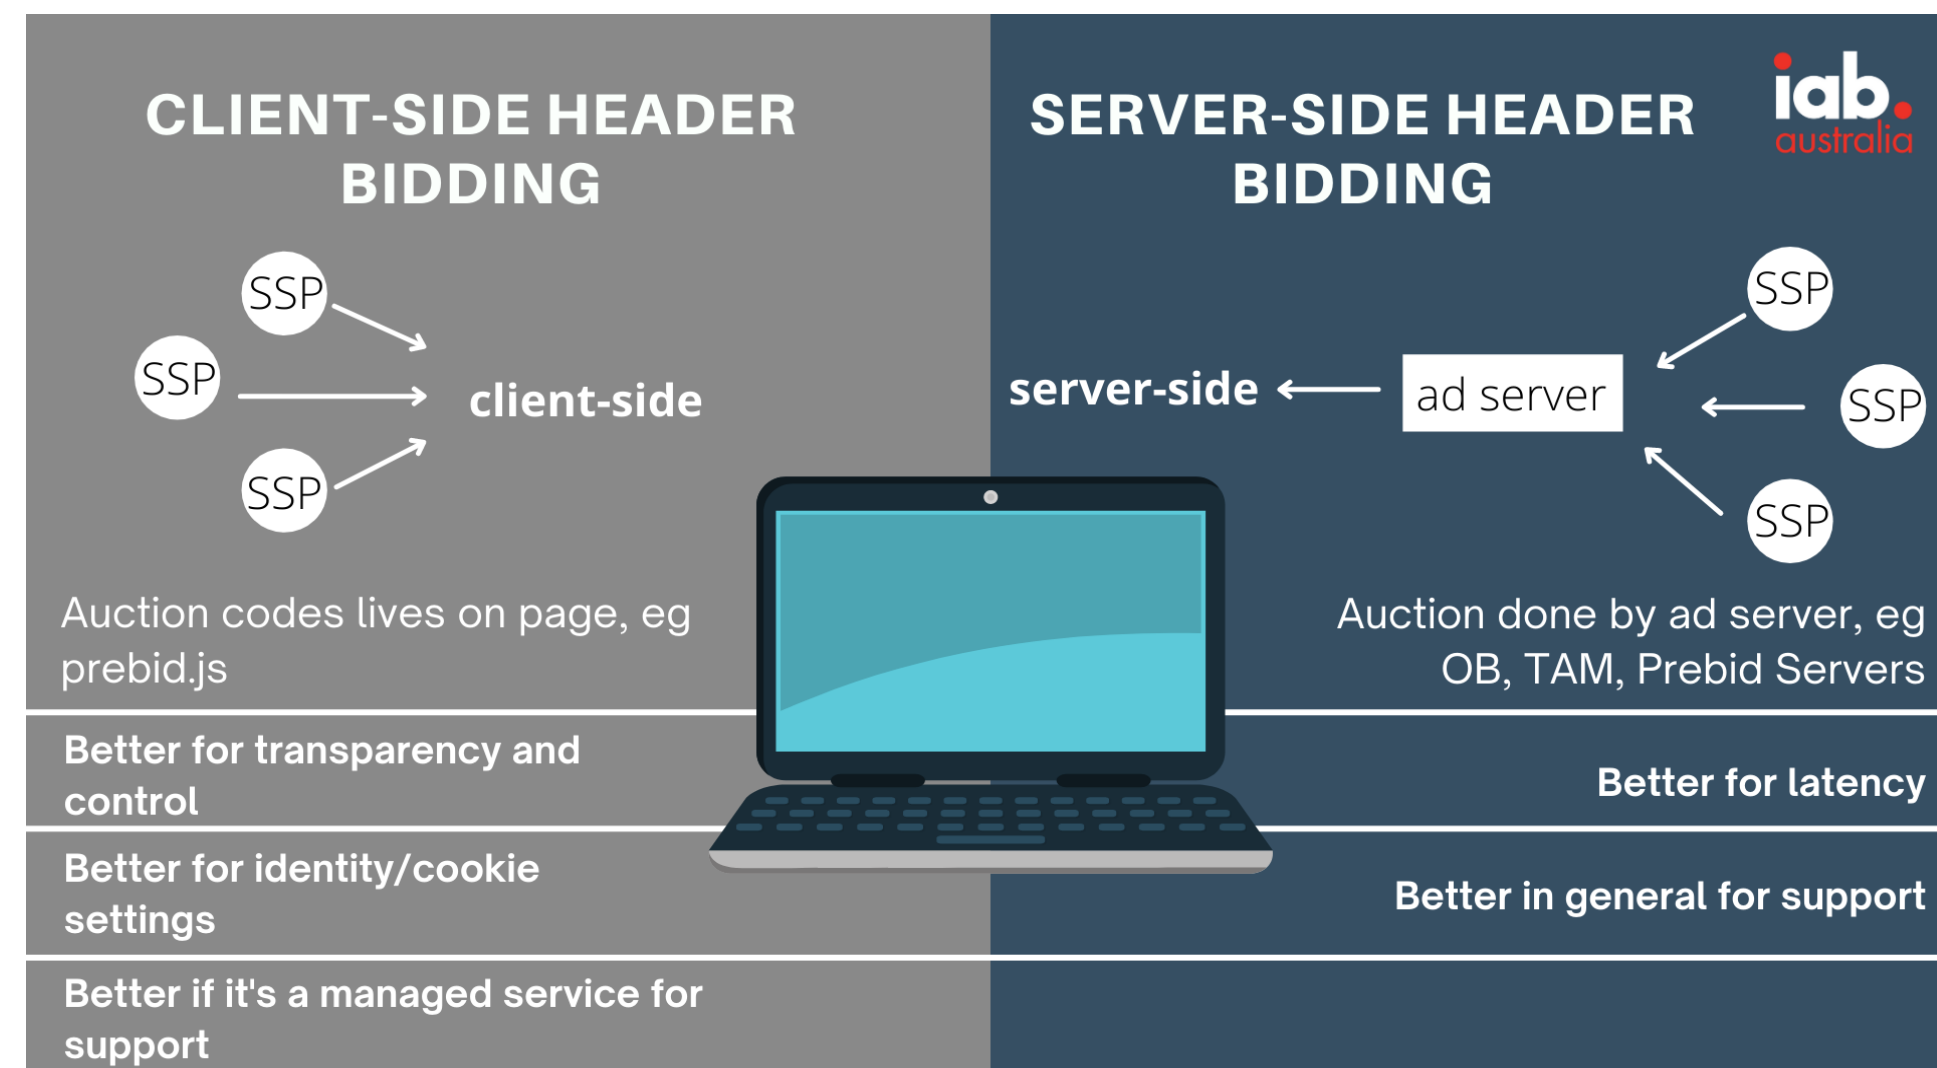 CLIENT-SIDE HEADER
BIDDING
SSP
SSP
SSP
client-side
Auction codes lives on page, eg
prebid.js
Better for transparency and
control
Better for identity/cookie
settings
Better if it's a managed service for
support
SERVER-SIDE HEADER
BIDDING
iab.
australia
SSP
SSP
SSP
ad server
server-side
Auction done by ad server, eg
OB, TAM, Prebid Servers
Better for latency
Better in general for support